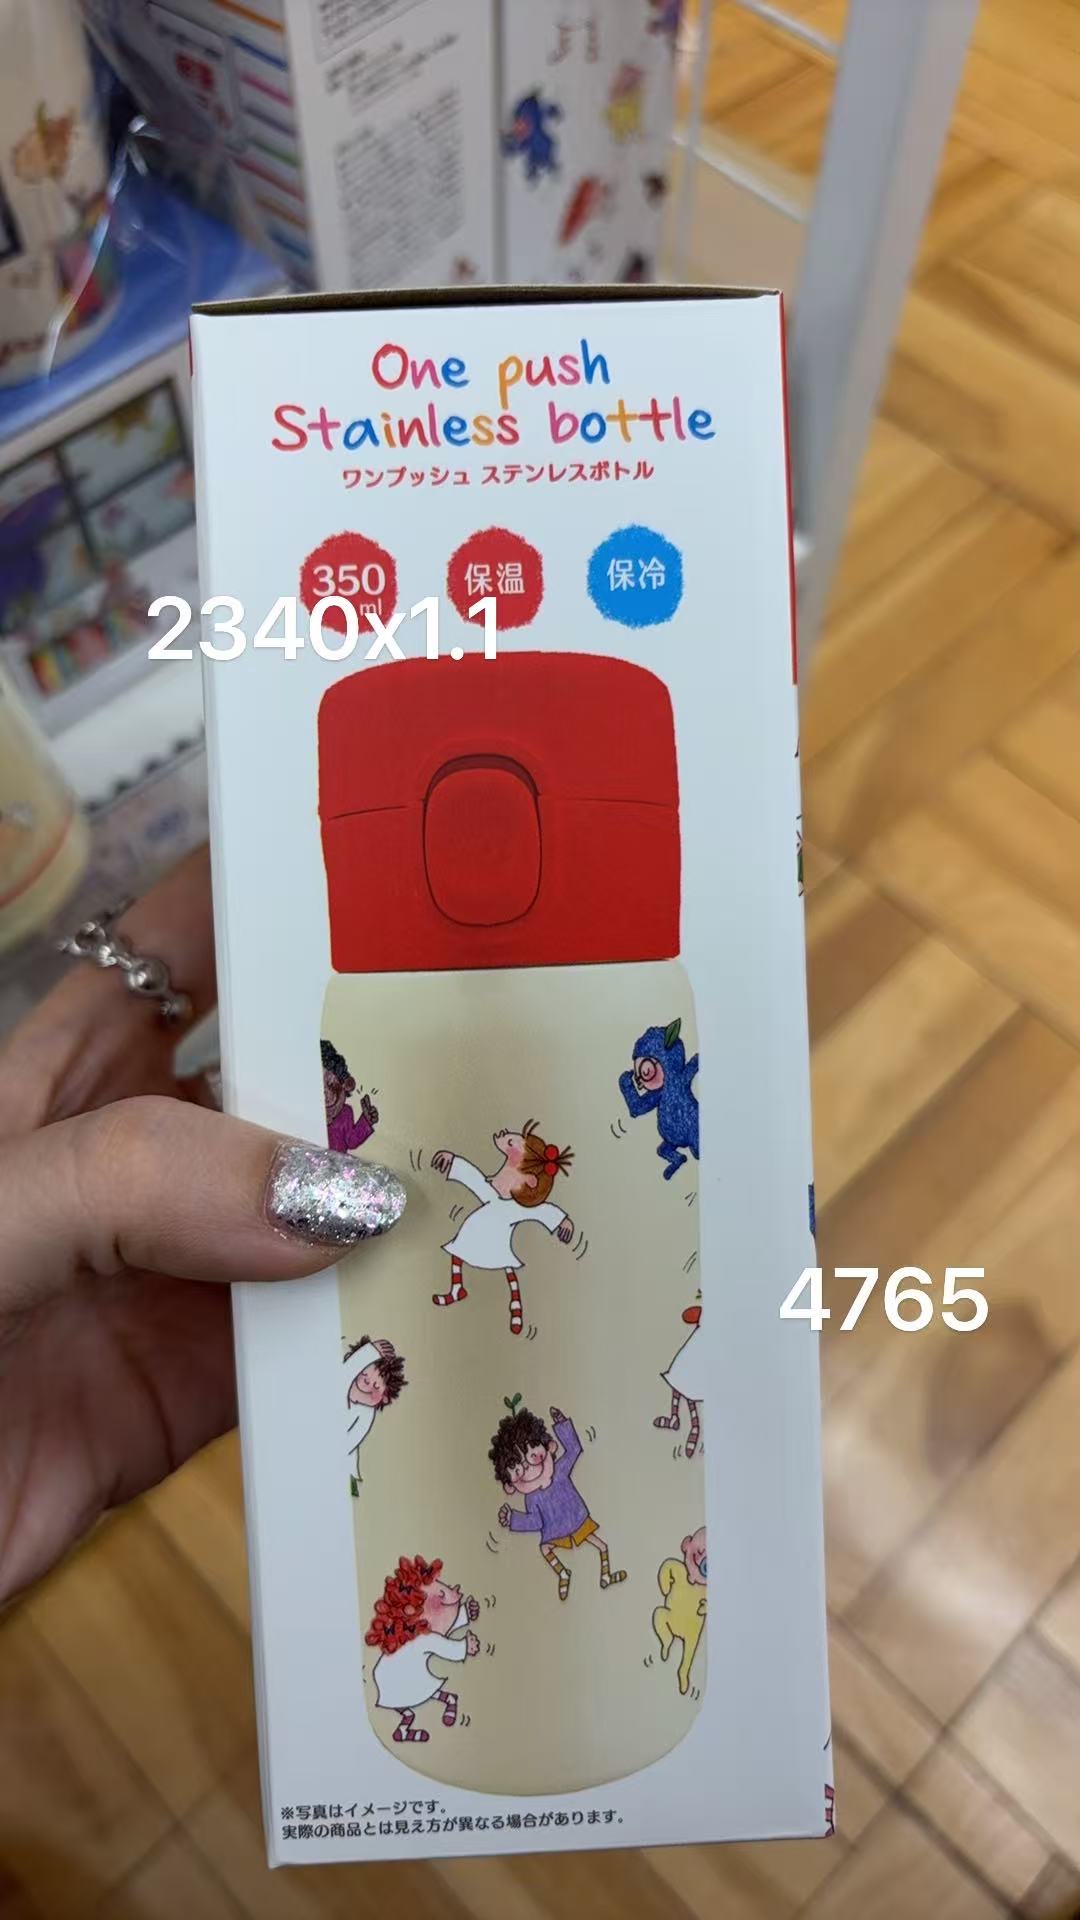 One push
Stainless bottle
ワンプッシュ ステンレスボトル
350
ml
保温
保冷
2340x1.1
4765
※写真はイメージです。
実際の商品とは見え方が異なる場合があります。